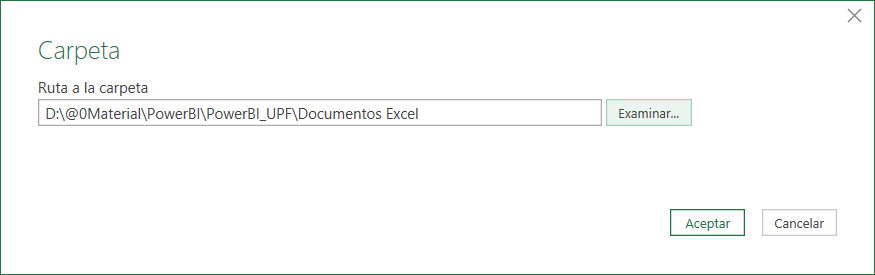 Carpeta
Ruta a la carpeta
D:\@0Material\PowerBI\PowerBI_UPF\Documentos Excel
Examinar...
Aceptar
Cancelar